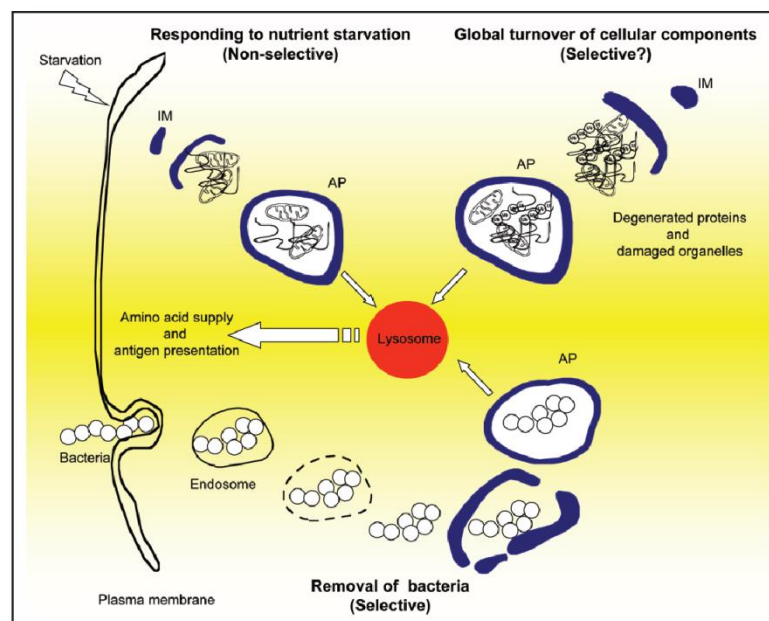 Responding to nutrient starvation
(Non-selective)
Global turnover of cellular components
(Selective?)
Starvation
IM
IM
AP
AP
Degenerated proteins
and
damaged organelles
Amino acid supply
and
antigen presentation
Lysosome
AP
Bacteria
Endosome
Removal of bacteria
(Selective)
Plasma membrane